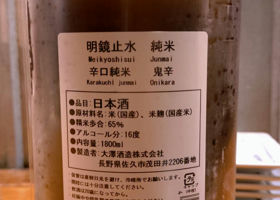 明鏡止水 純米
Meikyoshisui Junmai
辛口純米 鬼辛
Karakuchi junmai Onikara
●品目:日本酒
●原材料名:米(国産)、米麹(国産米)
●精米歩合:65%
●アルコール分:16度
●内容量:1800ml
●製造者:大澤酒造株式会社
長野県佐久市茂田井2206番地